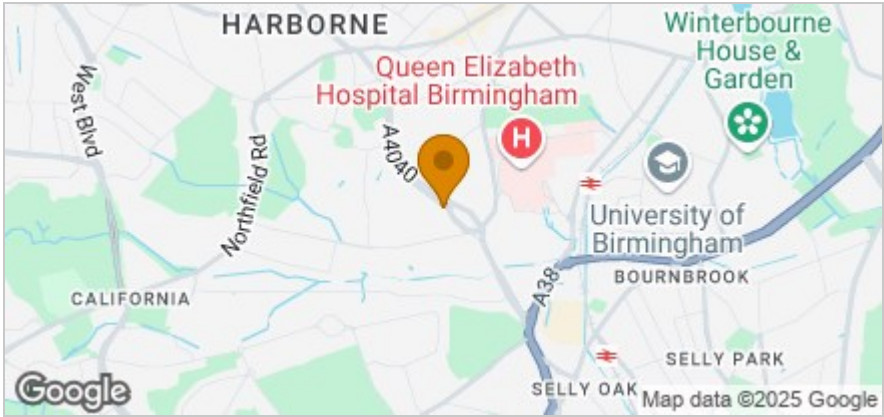 HARBORNE
Winterbourne
House &
Garden
Queen Elizabeth
Hospital Birmingham
H
West Blvd
A4040
Northfield Rd
University of
Birmingham
A38
BOURNBROOK
CALIFORNIA
SELLY PARK
SELLY OAK
Google
Map data ©2025 Google